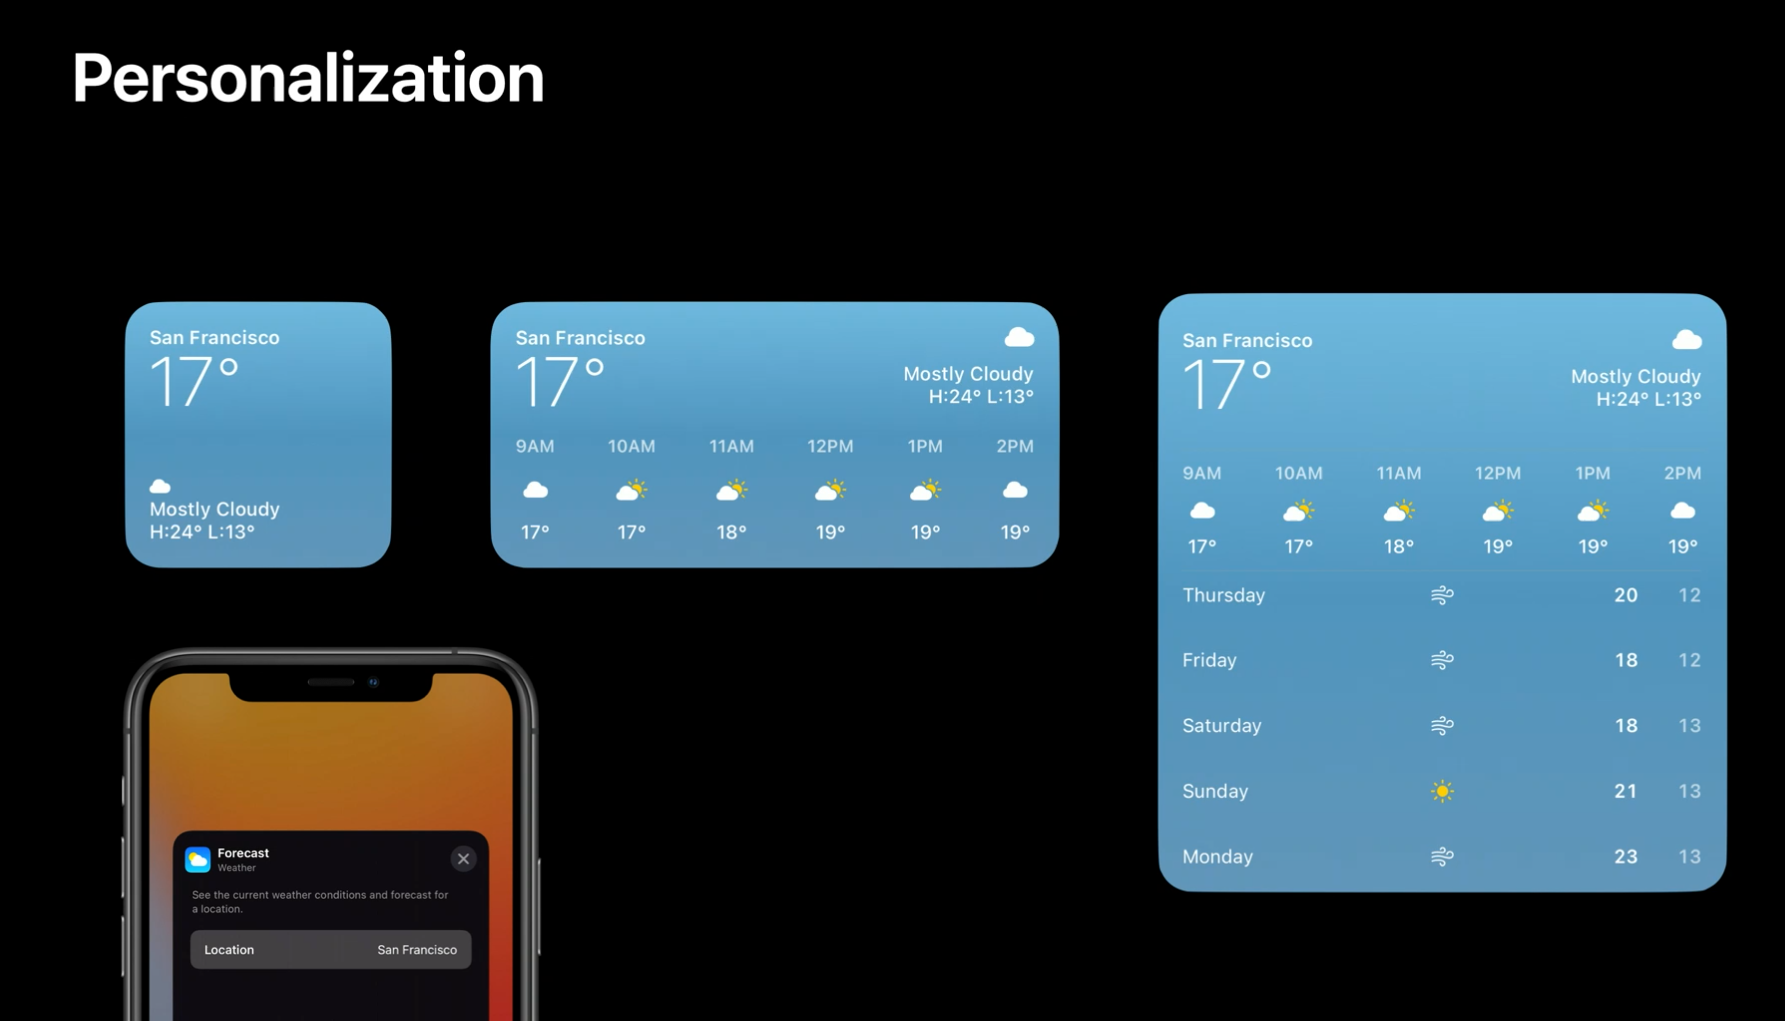 Personalization
San Francisco
17°
Mostly Cloudy
H:24° L:13°
San Francisco
17°
Mostly Cloudy
H:24° L:13°
9AM 10AM 11AM 12PM 1PM 2PM
17° 17° 18° 19° 19° 19°
San Francisco
17°
Mostly Cloudy
H:24° L:13°
9AM 10AM 11AM 12PM 1PM 2PM
17° 17° 18° 19° 19° 19°
Thursday 20 12
Friday 18 12
Saturday 18 13
Sunday 21 13
Monday 23 13
Forecast
Weather
See the current weather conditions and forecast for
a location.
Location San Francisco